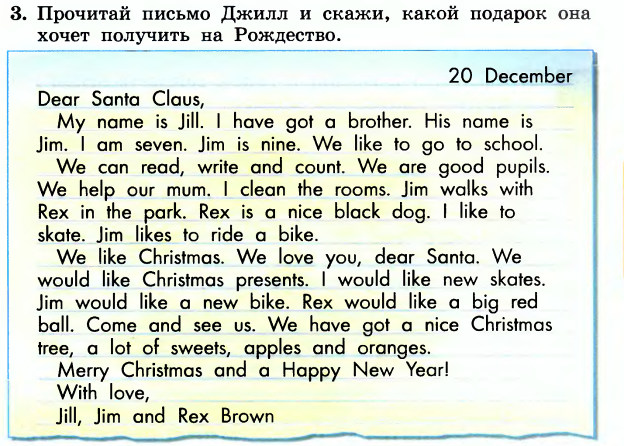 3. Прочитай письмо Джилл и скажи, какой подарок она
хочет получить на Рождество.
20 December
Dear Santa Claus,
My name is Jill. I have got a brother. His name is
Jim. I am seven. Jim is nine. We like to go to school.
We can read, write and count. We are good pupils.
We help our mum. I clean the rooms. Jim walks with
Rex in the park. Rex is a nice black dog. I like to
skate. Jim likes to ride a bike.
We like Christmas. We love you, dear Santa. We
would like Christmas presents. I would like new skates.
Jim would like a new bike. Rex would like a big red
ball. Come and see us. We have got a nice Christmas
tree, a lot of sweets, apples and oranges.
Merry Christmas and a Happy New Year!
With love,
Jill, Jim and Rex Brown